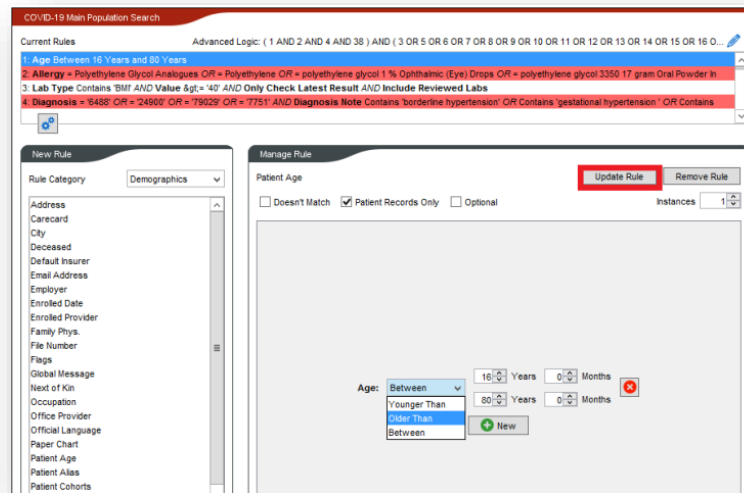 COVID-19 Main Population Search
Current Rules Advanced Logic: ( 1 AND 2 AND 4 AND 38 ) AND ( 3 OR 5 OR 6 OR 7 OR 8 OR 9 OR 10 OR 11 OR 12 OR 13 OR 14 OR 15 OR 16 O...
1: Age Between 16 Years and 80 Years
2: Allergy = Polyethylene Glycol Analogues OR = Polyethylene OR = polyethylene glycol 1 % Ophthalmic (Eye) Drops OR = polyethylene glycol 3350 17 gram Oral Powder In
3: Lab Type Contains 'BMI' AND Value &gt;= '40' AND Only Check Latest Result AND Include Reviewed Labs
4: Diagnosis = '6488' OR = '24900' OR = '79029' OR = '7751' AND Diagnosis Note Contains 'borderline hypertension' OR Contains 'gestational hypertension ' OR Contains
New Rule
Rule Category Demographics
Address
Carecard
City
Deceased
Default Insurer
Email Address
Employer
Enrolled Date
Enrolled Provider
Family Phys.
File Number
Flags
Global Message
Next of Kin
Occupation
Office Provider
Official Language
Paper Chart
Patient Age
Patient Alias
Patient Cohorts
Manage Rule
Patient Age Update Rule Remove Rule
Doesn't Match Patient Records Only Optional Instances 1
16 Years 0 Months
Age: Between
80 Years 0 Months
Younger Than
Older Than
Between
New